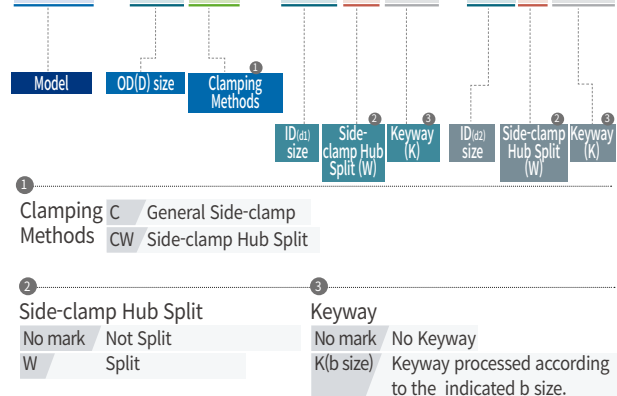 1
Model OD(D) size Clamping
Methods
2 3 2 3
ID(d1) Side- Keyway ID(d2) Side-clamp Keyway
size clamp Hub (K) size Hub Split (K)
Split (W) (W)
1
Clamping C General Side-clamp
Methods CW Side-clamp Hub Split
2 3
Side-clamp Hub Split Keyway
No mark Not Split No mark No Keyway
W Split K(b size) Keyway processed according
to the indicated b size.